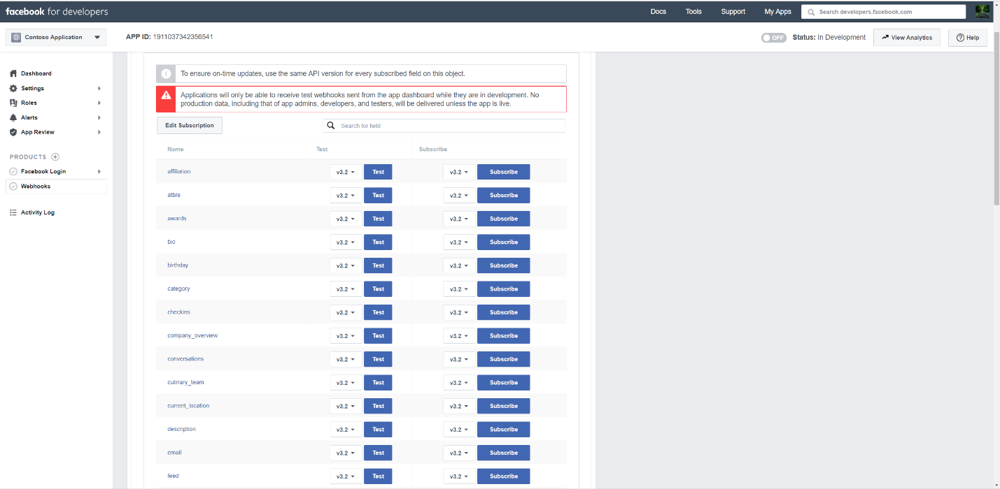 facebook for developers
Docs
Tools
Support
My Apps
Search developers.facebook.com
Contoso Application
APP ID: 1911037342356541
OFF
Status: In Development
View Analytics
Help
Dashboard
Settings
Roles
Alerts
App Review
PRODUCTS
Facebook Login
Webhooks
Activity Log
To ensure on-time updates, use the same API version for every subscribed field on this object.
Applications will only be able to receive test webhooks sent from the app dashboard while they are in development. No
production data, including that of app admins, developers, and testers, will be delivered unless the app is live.
Edit Subscription
Search for field
Name Test Subscribe
affiliation v3.2 Test v3.2 Subscribe
attire v3.2 Test v3.2 Subscribe
awards v3.2 Test v3.2 Subscribe
bio v3.2 Test v3.2 Subscribe
birthday v3.2 Test v3.2 Subscribe
category v3.2 Test v3.2 Subscribe
checkins v3.2 Test v3.2 Subscribe
company_overview v3.2 Test v3.2 Subscribe
conversations v3.2 Test v3.2 Subscribe
culinary_team v3.2 Test v3.2 Subscribe
current_location v3.2 Test v3.2 Subscribe
description v3.2 Test v3.2 Subscribe
email v3.2 Test v3.2 Subscribe
feed v3.2 Test v3.2 Subscribe